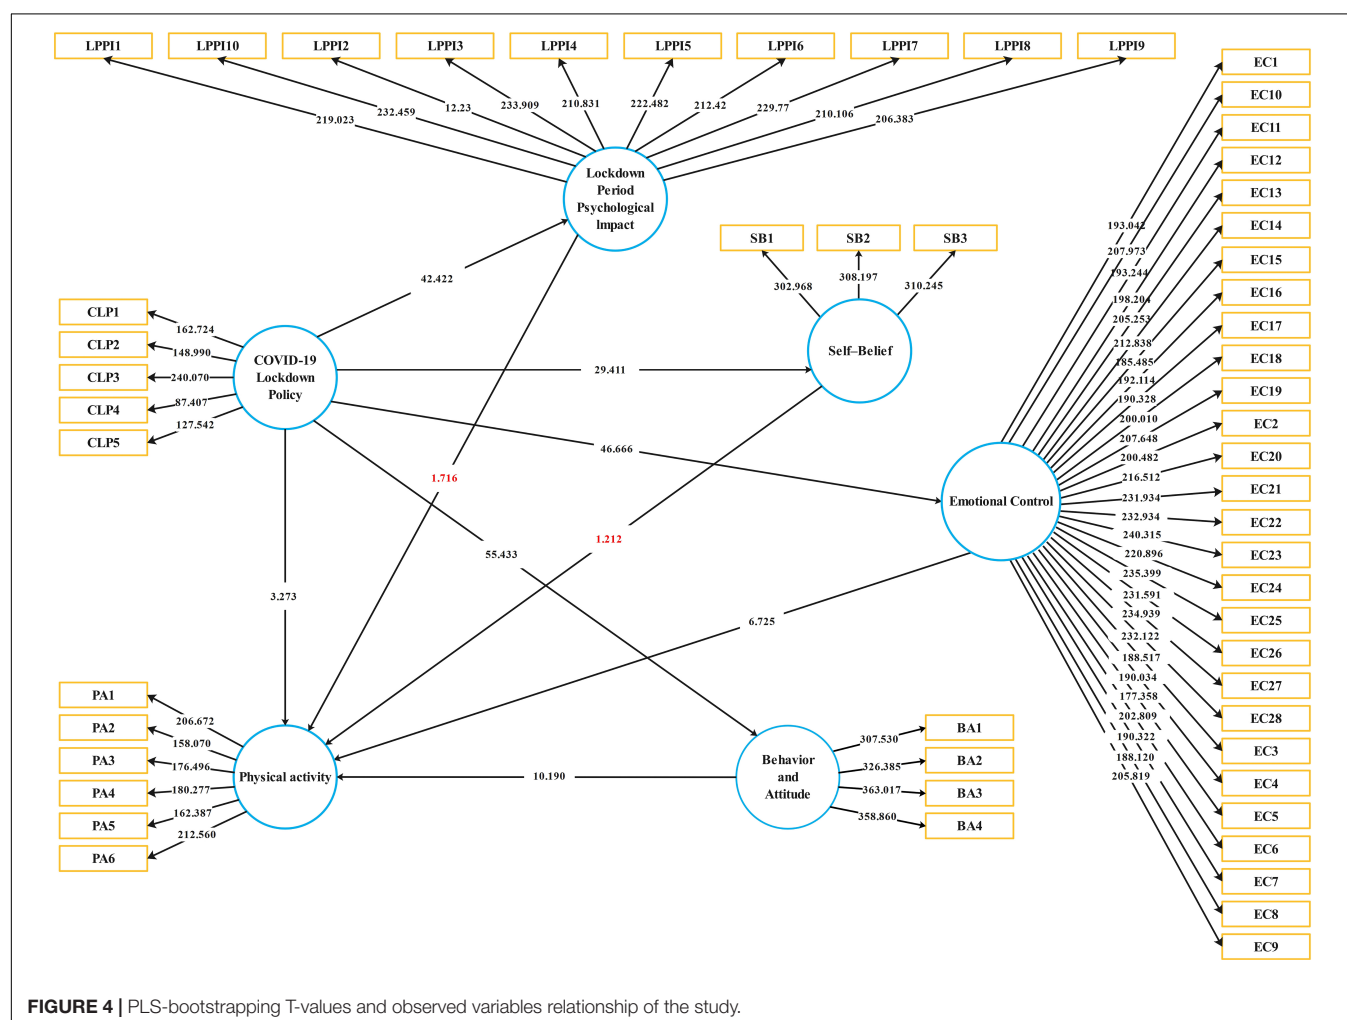 LPPI1
LPPI10
LPPI2
LPPI3
LPPI4
LPPI5
LPPI6
LPPI7
LPPI8
LPPI9
219.023
232.459
12.23
233.909
210.831
222.482
212.42
229.77
210.106
206.383
Lockdown
Period
Psychological
Impact
42.422
SB1
SB2
SB3
302.968
308.197
310.245
Self–Belief
CLP1
CLP2
CLP3
CLP4
CLP5
162.724
148.990
240.070
87.407
127.542
COVID-19
Lockdown
Policy
29.411
46.666
1.716
1.212
55.433
3.273
6.725
10.190
Emotional Control
193.042
207.973
193.244
198.204
205.253
212.838
185.485
192.114
190.328
200.010
207.648
200.482
216.512
231.934
232.934
240.315
220.896
235.399
231.591
234.939
232.122
188.517
190.034
177.358
202.809
190.322
188.120
205.819
EC1
EC10
EC11
EC12
EC13
EC14
EC15
EC16
EC17
EC18
EC19
EC2
EC20
EC21
EC22
EC23
EC24
EC25
EC26
EC27
EC28
EC3
EC4
EC5
EC6
EC7
EC8
EC9
PA1
PA2
PA3
PA4
PA5
PA6
206.672
158.070
176.496
180.277
162.387
212.560
Physical activity
Behavior
and
Attitude
307.530
326.385
363.017
358.860
BA1
BA2
BA3
BA4
FIGURE 4 | PLS-bootstrapping T-values and observed variables relationship of the study.